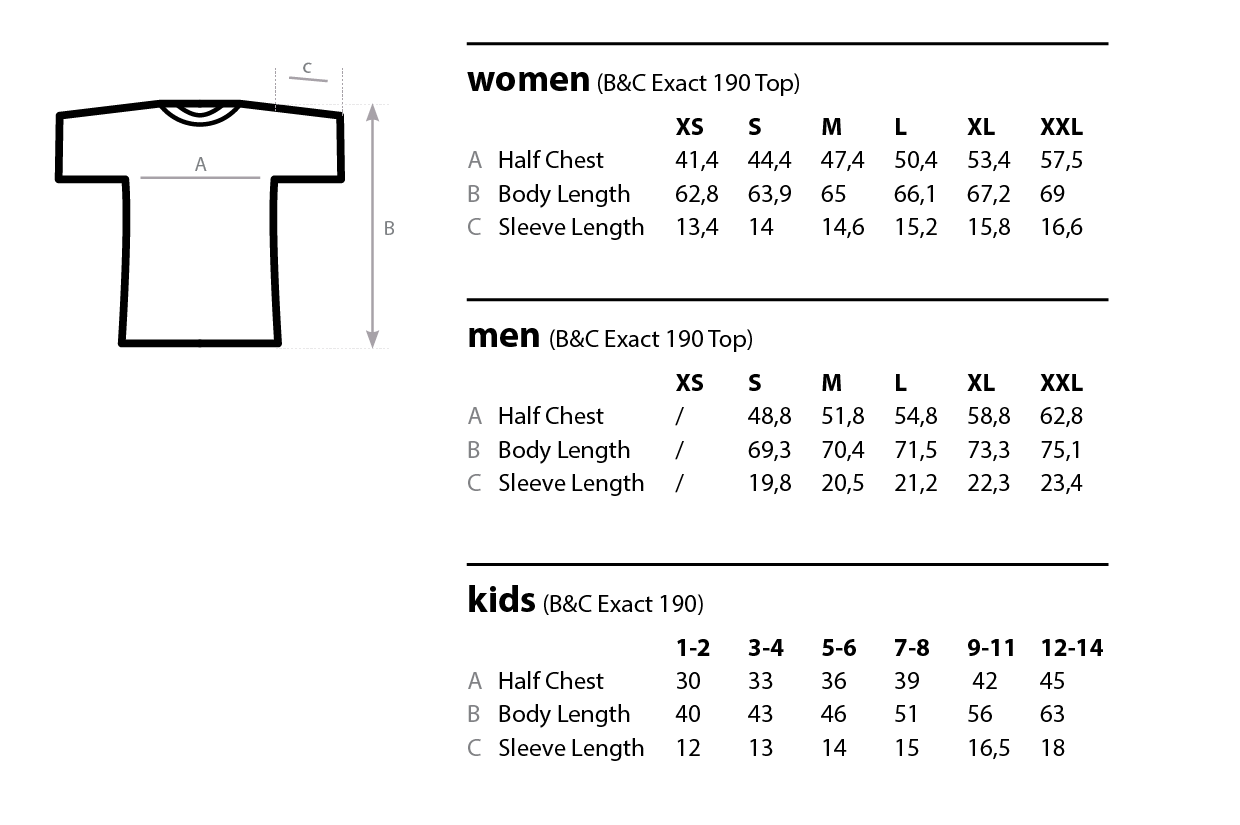 C
A
B
women (B&C Exact 190 Top)
XS S M L XL XXL
A Half Chest 41,4 44,4 47,4 50,4 53,4 57,5
B Body Length 62,8 63,9 65 66,1 67,2 69
C Sleeve Length 13,4 14 14,6 15,2 15,8 16,6
men (B&C Exact 190 Top)
XS S M L XL XXL
A Half Chest / 48,8 51,8 54,8 58,8 62,8
B Body Length / 69,3 70,4 71,5 73,3 75,1
C Sleeve Length / 19,8 20,5 21,2 22,3 23,4
kids (B&C Exact 190)
1-2 3-4 5-6 7-8 9-11 12-14
A Half Chest 30 33 36 39 42 45
B Body Length 40 43 46 51 56 63
C Sleeve Length 12 13 14 15 16,5 18